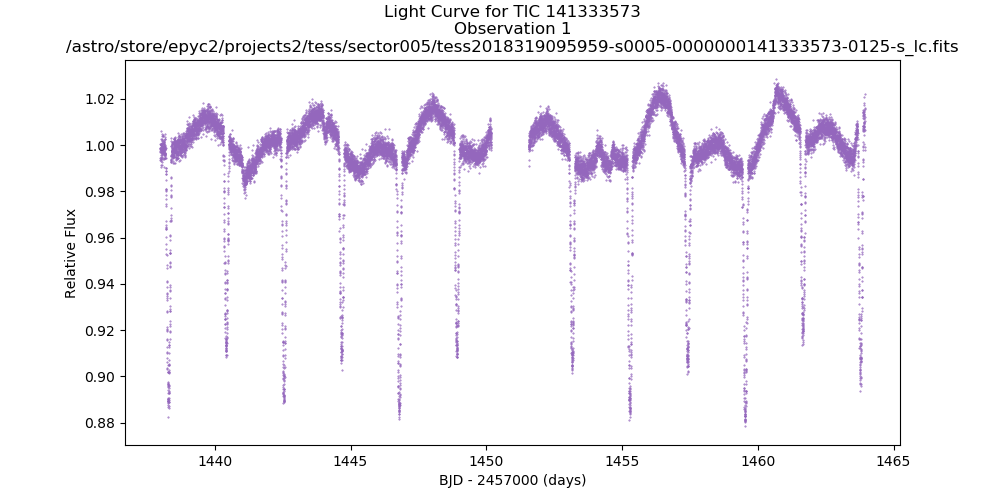 Light Curve for TIC 141333573
Observation 1
/astro/store/epyc2/projects2/tess/sector005/tess2018319095959-s0005-0000000141333573-0125-s_lc.fits
1.02
1.00
0.98
0.96
0.94
0.92
0.90
0.88
Relative Flux
1440
1445
1450
1455
1460
1465
BJD - 2457000 (days)